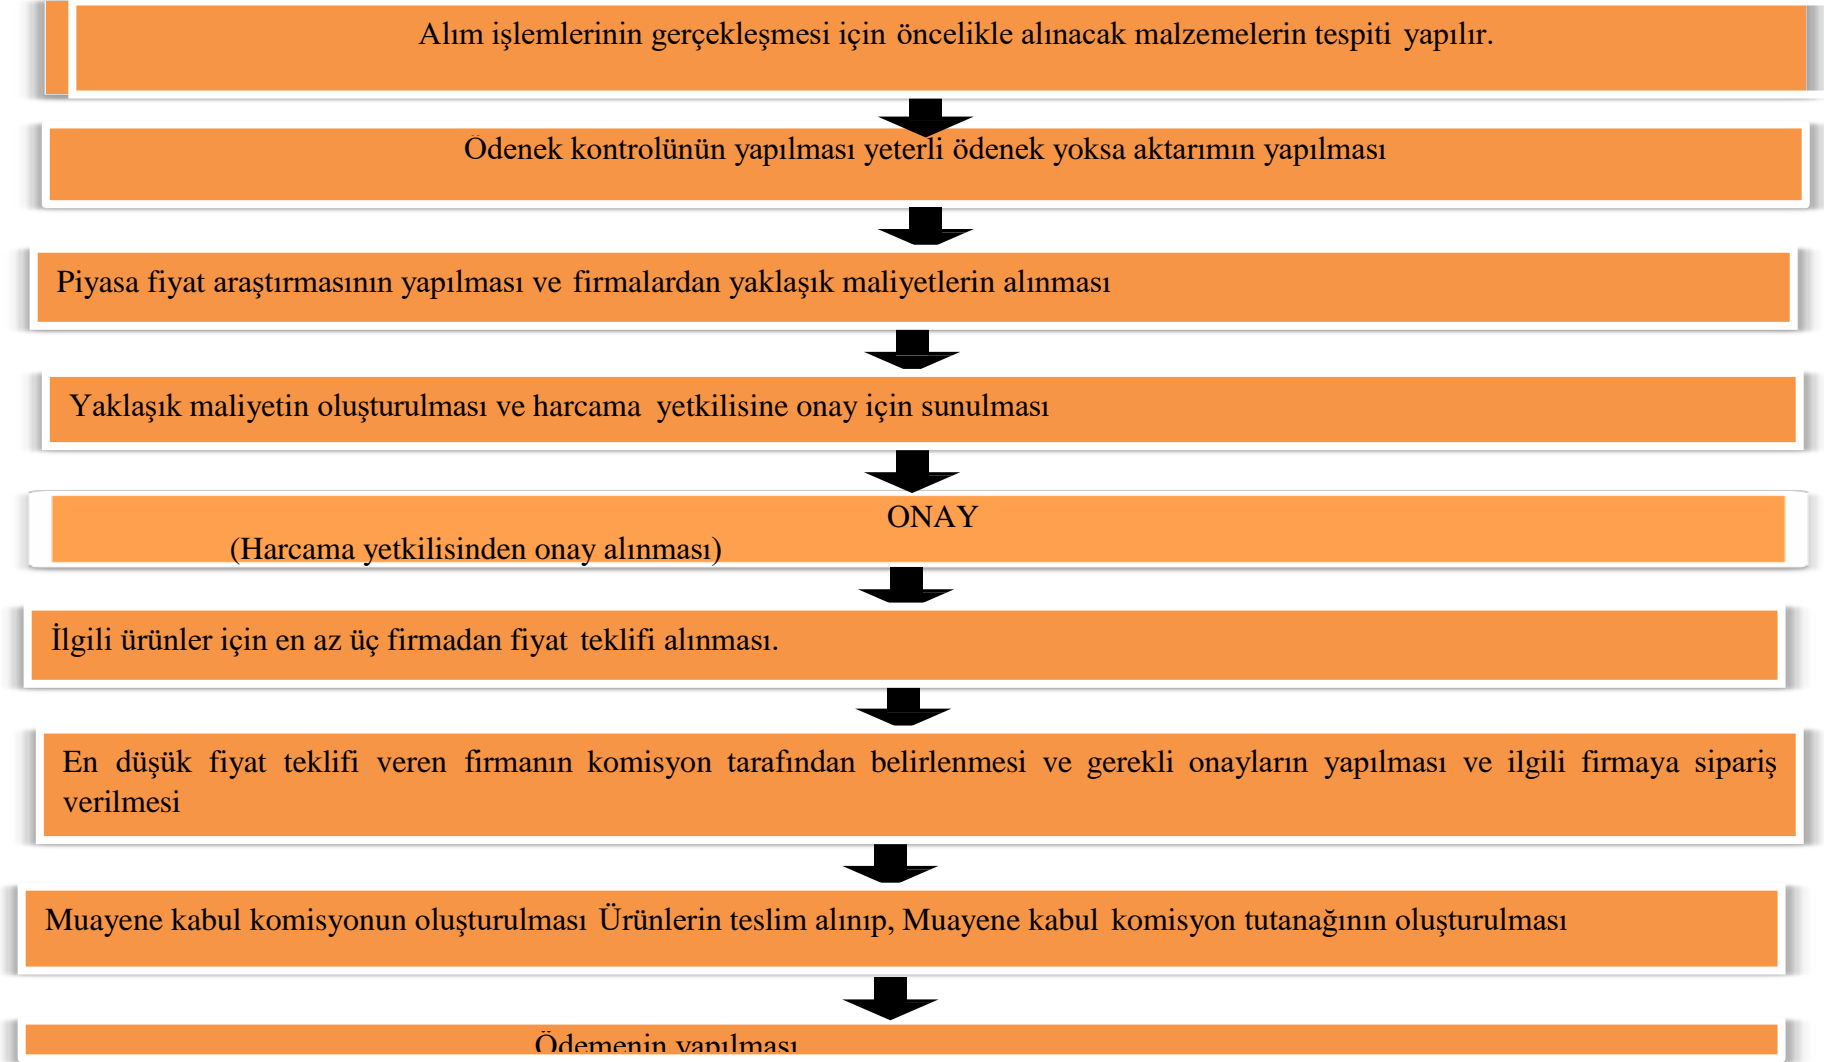 Alım işlemlerinin gerçekleşmesi için öncelikle alınacak malzemelerin tespiti yapılır.
Ödenek kontrolünün yapılması yeterli ödenek yoksa aktarımın yapılması
Piyasa fiyat araştırmasının yapılması ve firmalardan yaklaşık maliyetlerin alınması
Yaklaşık maliyetin oluşturulması ve harcama yetkilisine onay için sunulması
ONAY
(Harcama yetkilisinden onay alınması)
İlgili ürünler için en az üç firmadan fiyat teklifi alınması.
En düşük fiyat teklifi veren firmanın komisyon tarafından belirlenmesi ve gerekli onayların yapılması ve ilgili firmaya sipariş
verilmesi
Muayene kabul komisyonun oluşturulması Ürünlerin teslim alınıp, Muayene kabul komisyon tutanağının oluşturulması
Ödemenin yapılması